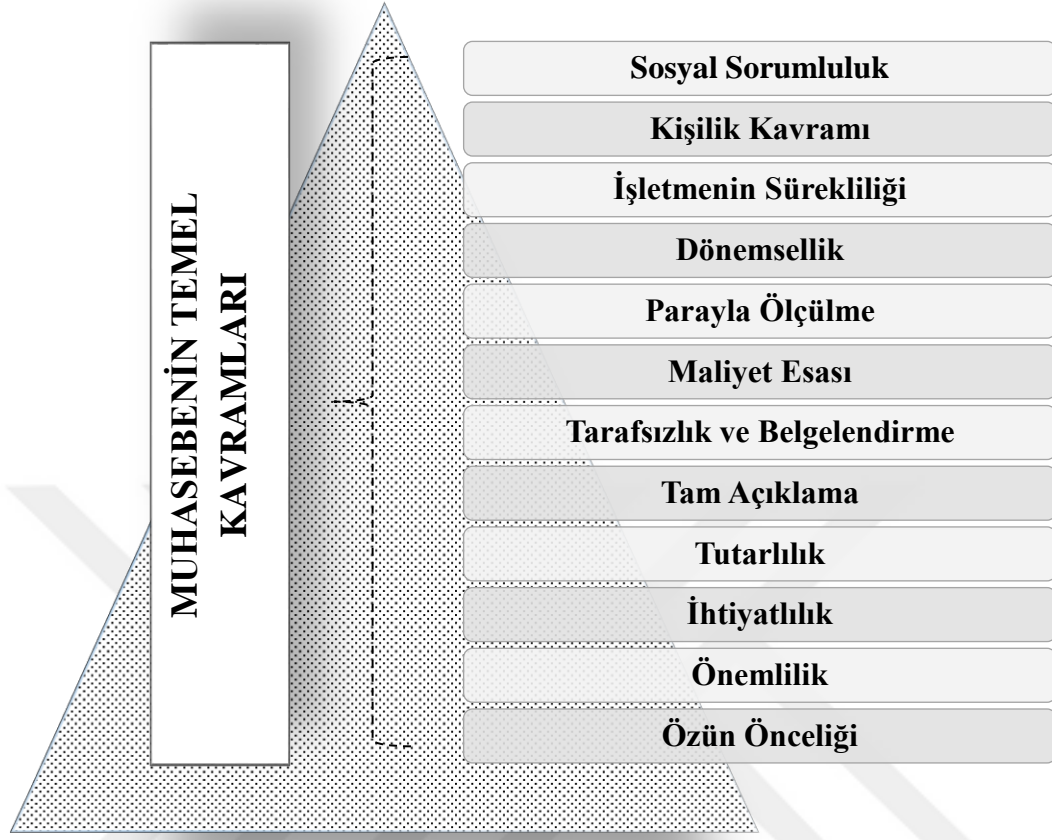 MUHASEBENİN TEMEL
KAVRAMLARI
Sosyal Sorumluluk
Kişilik Kavramı
İşletmenin Sürekliliği
Dönemsellik
Parayla Ölçülme
Maliyet Esası
Tarafsızlık ve Belgelendirme
Tam Açıklama
Tutarlılık
İhtiyatlılık
Önemlilik
Özün Önceliği